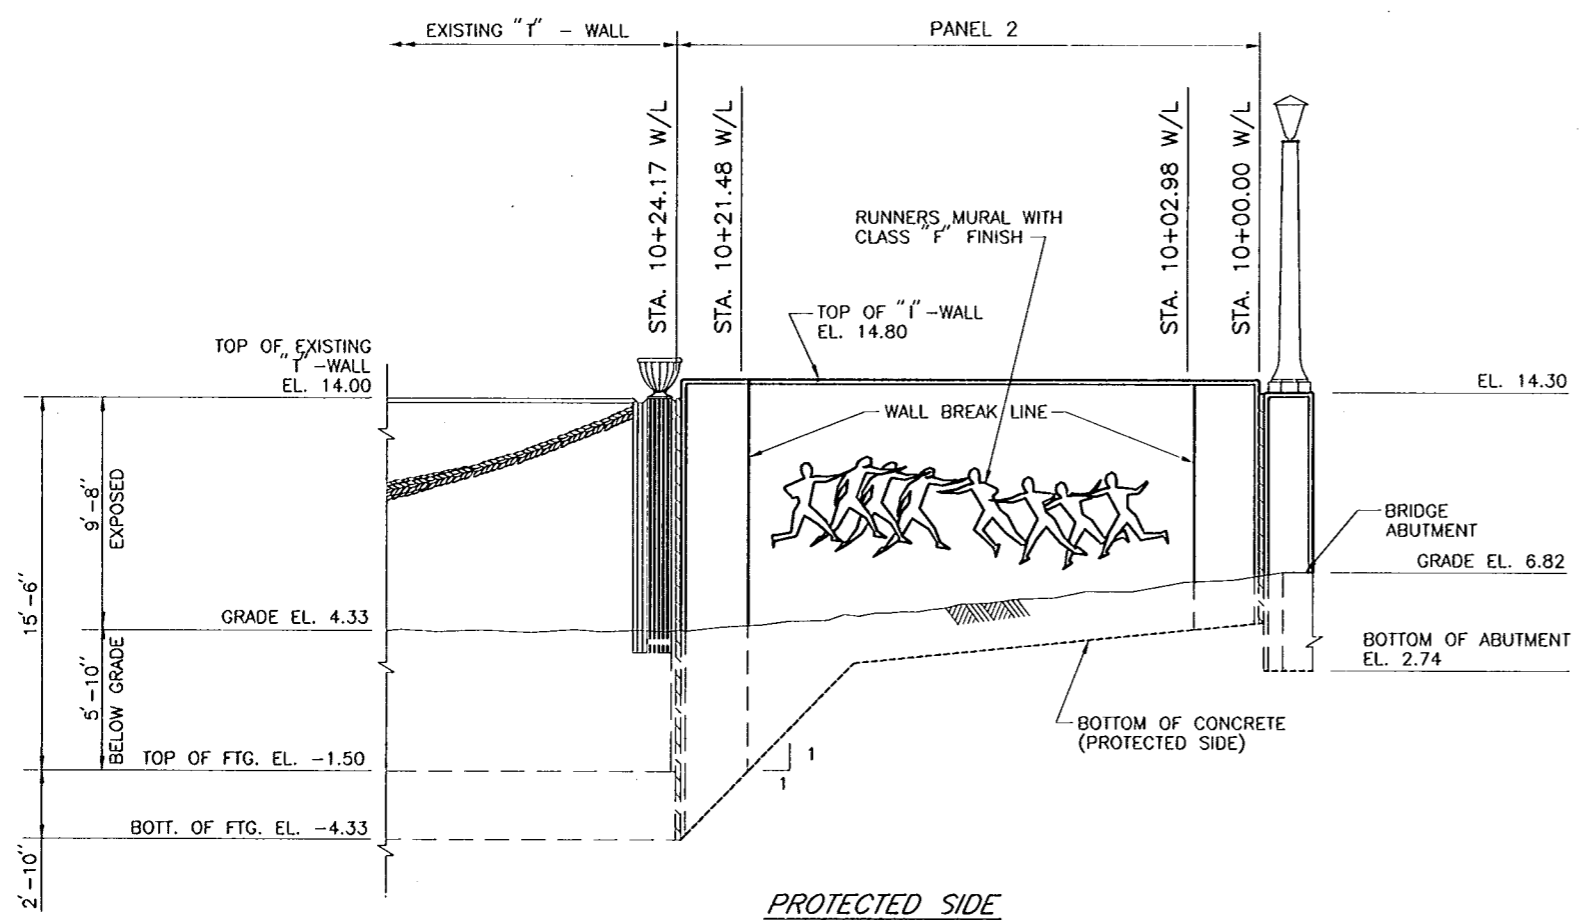 EXISTING "T" - WALL
PANEL 2
STA. 10+24.17 W/L
STA. 10+21.48 W/L
STA. 10+02.98 W/L
STA. 10+00.00 W/L
RUNNERS MURAL WITH
CLASS "F" FINISH
TOP OF "I"-WALL
EL. 14.80
TOP OF EXISTING
"T"-WALL
EL. 14.00
EL. 14.30
WALL BREAK LINE
9'-8"
EXPOSED
15'-6"
BRIDGE
ABUTMENT
GRADE EL. 6.82
GRADE EL. 4.33
5'-10"
BELOW GRADE
BOTTOM OF ABUTMENT
EL. 2.74
BOTTOM OF CONCRETE
(PROTECTED SIDE)
TOP OF FTG. EL. -1.50
1
1
BOTT. OF FTG. EL. -4.33
2'-10"
PROTECTED SIDE